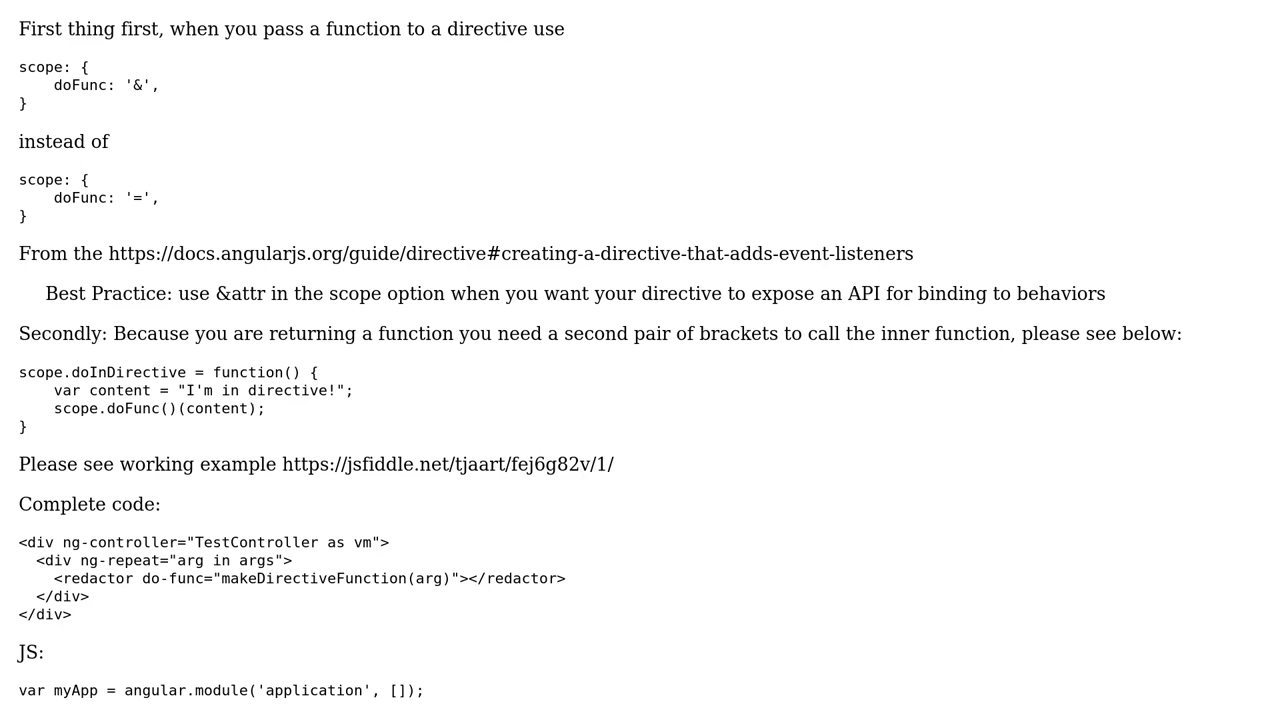 First thing first, when you pass a function to a directive use
scope: {
    doFunc: '&',
}
instead of
scope: {
    doFunc: '=',
}
From the https://docs.angularjs.org/guide/directive#creating-a-directive-that-adds-event-listeners
Best Practice: use &attr in the scope option when you want your directive to expose an API for binding to behaviors
Secondly: Because you are returning a function you need a second pair of brackets to call the inner function, please see below:
scope.doInDirective = function() {
    var content = "I'm in directive!";
    scope.doFunc()(content);
}
Please see working example https://jsfiddle.net/tjaart/fej6g82v/1/
Complete code:
<div ng-controller="TestController as vm">
  <div ng-repeat="arg in args">
    <redactor do-func="makeDirectiveFunction(arg)"></redactor>
  </div>
</div>
JS:
var myApp = angular.module('application', []);